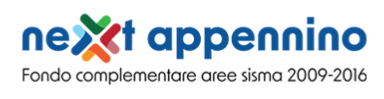 next appennino
Fondo complementare aree sisma 2009-2016